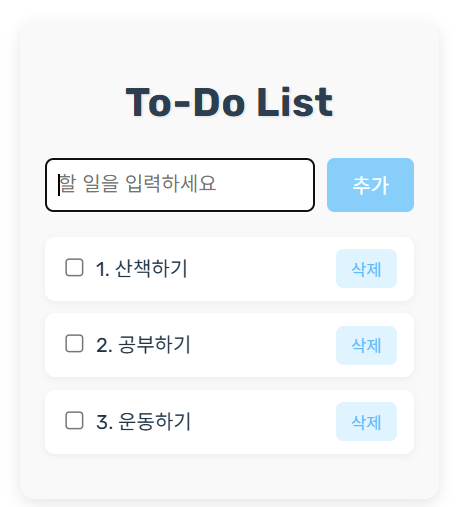 To-Do List
할 일을 입력하세요 추가
1. 산책하기 삭제
2. 공부하기 삭제
3. 운동하기 삭제